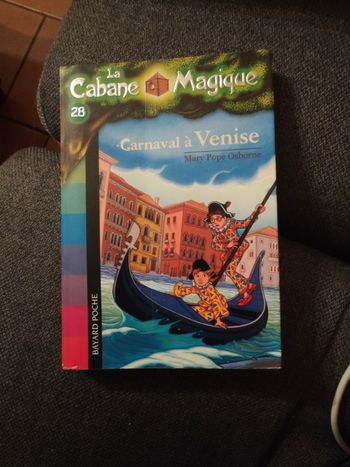 La
Cabane Magique
28
Carnaval à Venise
Mary Pope Osborne
BAYARD POCHE